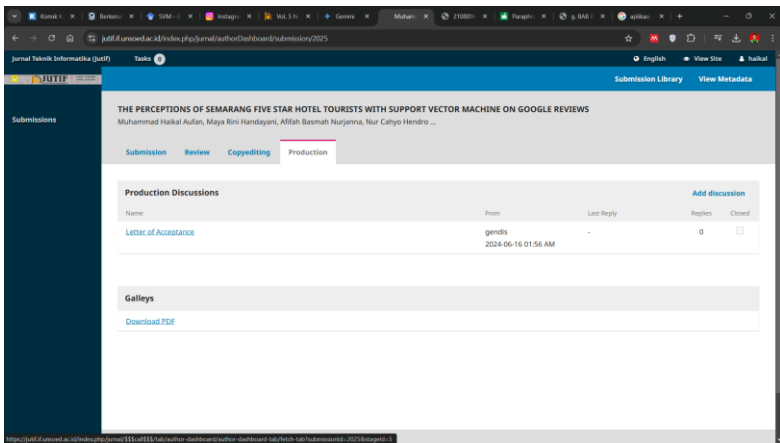 Komik
Berkena
SVM - C
Instagra
Vol. 5 N
Gemini
Muham
210881
Paraphr
g. BAB I
aplikas
jutif.if.unsoed.ac.id/index.php/jurnal/authorDashboard/submission/2025
Jurnal Teknik Informatika (Jutif)
Tasks 0
English
View Site
haikal
JUTIF
Submission Library
View Metadata
Submissions
THE PERCEPTIONS OF SEMARANG FIVE STAR HOTEL TOURISTS WITH SUPPORT VECTOR MACHINE ON GOOGLE REVIEWS
Muhammad Haikal Aufan, Maya Rini Handayani, Afifah Basmah Nurjanna, Nur Cahyo Hendro ...
Submission
Review
Copyediting
Production
Production Discussions
Add discussion
Name
From
Last Reply
Replies
Closed
Letter of Acceptance
gendis
-
0
2024-06-16 01:56 AM
Galleys
Download PDF
https://jutif.if.unsoed.ac.id/index.php/jurnal/$$$call$$$/tab/author-dashboard/author-dashboard-tab/fetch-tab?submissionId=2025&stageId=5